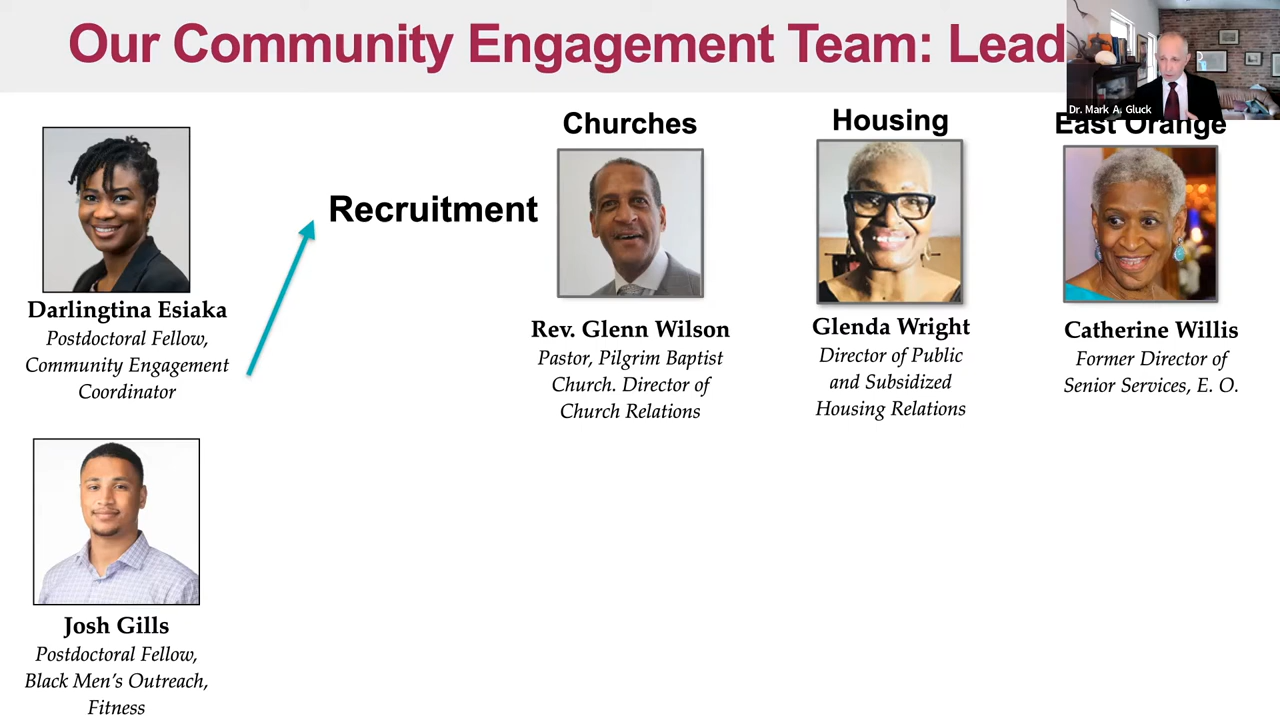 Our Community Engagement Team: Lead
Dr. Mark A. Gluck
Churches
Housing
East Orange
Recruitment
Darlingtina Esiaka
Postdoctoral Fellow,
Community Engagement
Coordinator
Rev. Glenn Wilson
Pastor, Pilgrim Baptist
Church. Director of
Church Relations
Glenda Wright
Director of Public
and Subsidized
Housing Relations
Catherine Willis
Former Director of
Senior Services, E. O.
Josh Gills
Postdoctoral Fellow,
Black Men's Outreach,
Fitness